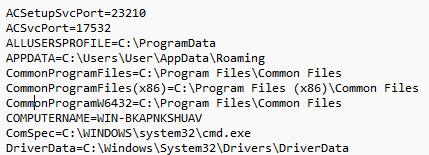 ACSetupSvcPort=23210
ACSvcPort=17532
ALLUSERSPROFILE=C:\ProgramData
APPDATA=C:\Users\User\AppData\Roaming
CommonProgramFiles=C:\Program Files\Common Files
CommonProgramFiles(x86)=C:\Program Files (x86)\Common Files
CommonProgramW6432=C:\Program Files\Common Files
COMPUTERNAME=WIN-BKAPNKSHUAV
ComSpec=C:\WINDOWS\system32\cmd.exe
DriverData=C:\Windows\System32\Drivers\DriverData